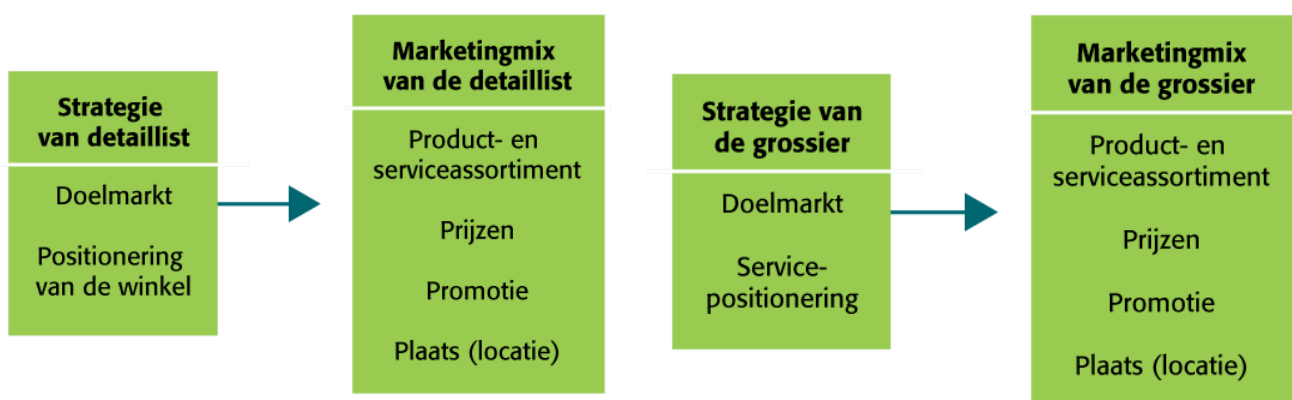 Strategie
van detaillist
Doelmarkt
Positionering
van de winkel
Marketingmix
van de detaillist
Product- en
serviceassortiment
Prijzen
Promotie
Plaats (locatie)
Strategie van
de grossier
Doelmarkt
Service-
positionering
Marketingmix
van de grossier
Product- en
serviceassortiment
Prijzen
Promotie
Plaats (locatie)